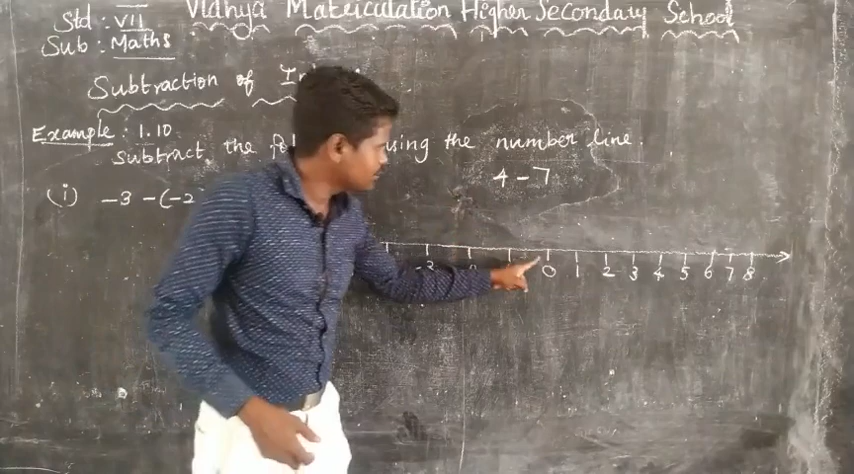 Std : VII
Vidhya Matriculation Higher Secondary School
Sub : Maths
Subtraction of
Example : 1.10
Subtract the using the number line.
4 - 7
(i) -3 -(-2
0 1 2 3 4 5 6 7 8